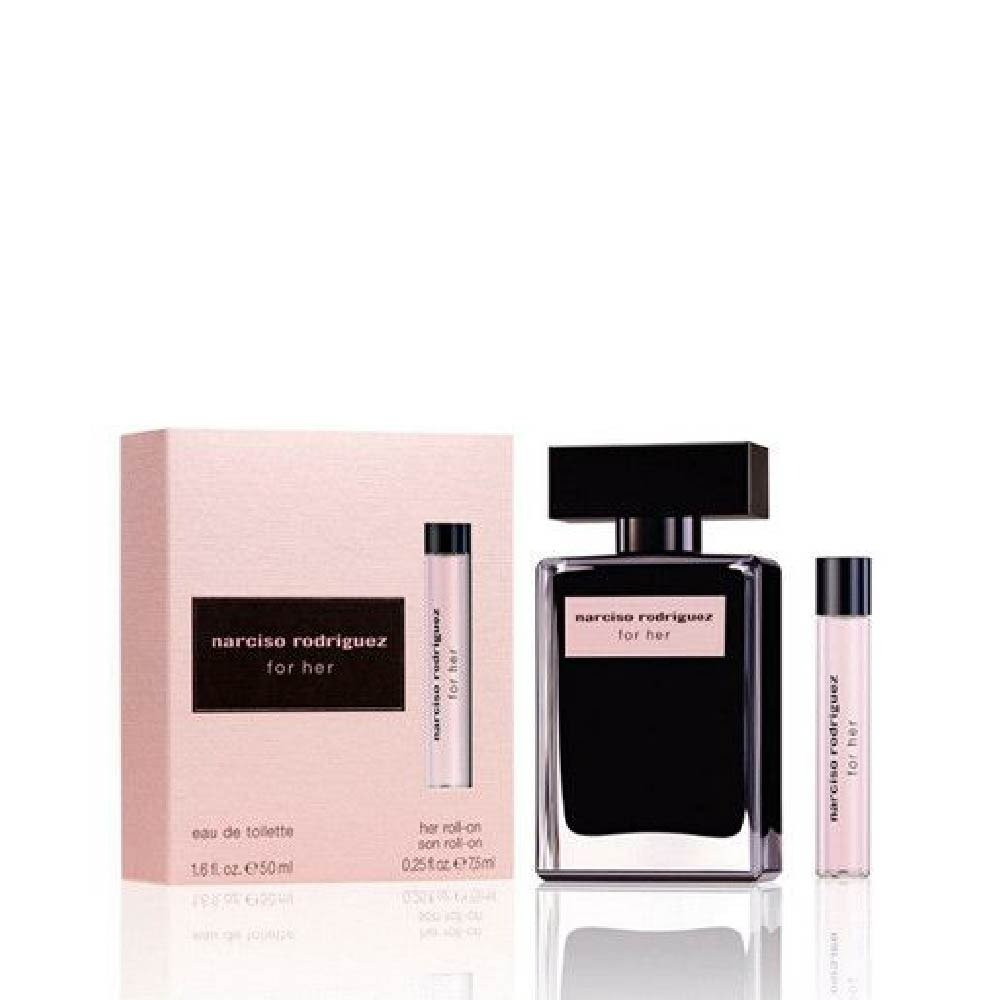 narciso rodriguez
for her
narciso rodriguez
for her
eau de toilette
1.6 fl. oz. ℮ 50 ml
her roll-on
son roll-on
0.25 fl. oz. ℮ 7.5 ml
narciso rodriguez
for her
narciso rodriguez
for her